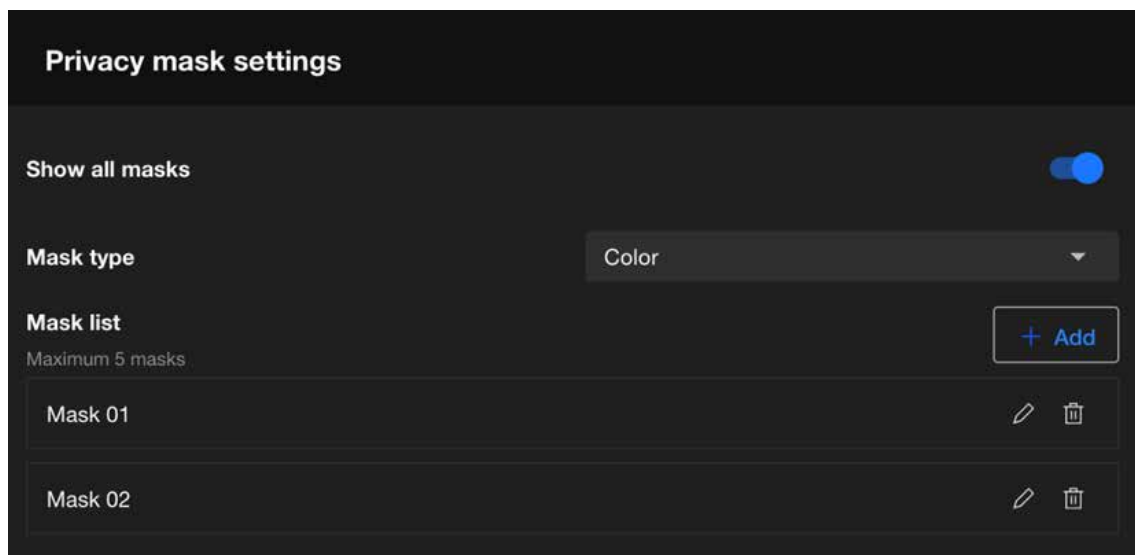 Privacy mask settings
Show all masks
Mask type Color
Mask list
+ Add
Maximum 5 masks
Mask 01
Mask 02